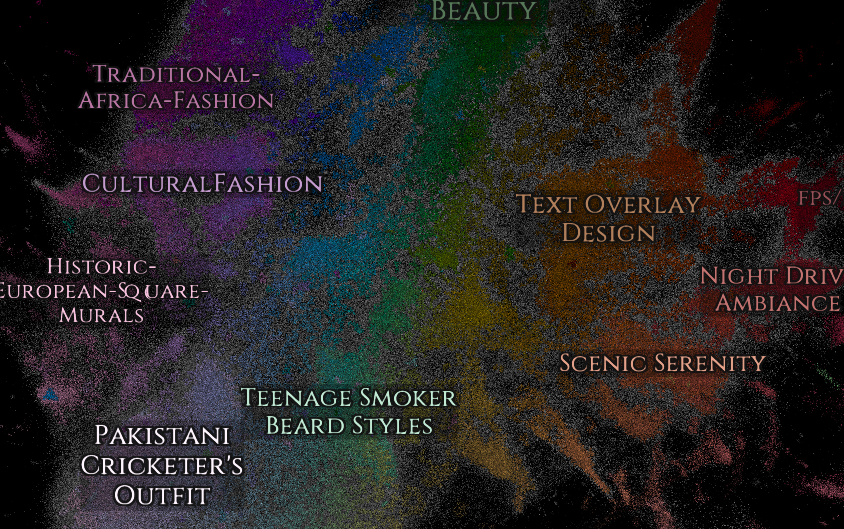 Beauty
Traditional-
Africa-Fashion
CulturalFashion
Text Overlay
Design
FPS/
Historic-
European-Square-
Murals
Night Driv
Ambiance
Scenic Serenity
Teenage Smoker
Beard Styles
Pakistani
Cricketer's
Outfit